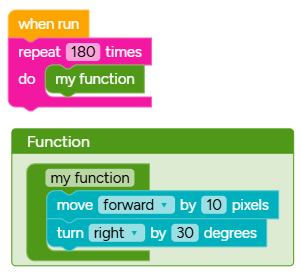 when run
repeat 180 times
do my function
Function
my function
move forward by 10 pixels
turn right by 30 degrees